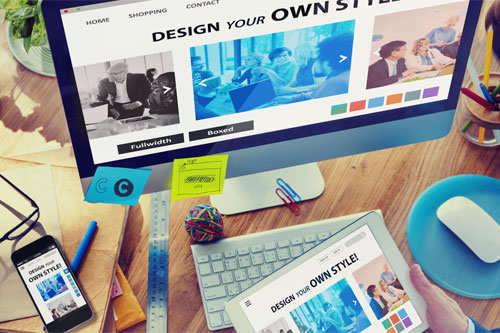 HOME SHOPPING CONTACT
DESIGN YOUR OWN STYLE!
Fullwidth Boxed
C C
DESIGN YOUR
OWN STYLE!
DESIGN YOUR OWN STYLE!